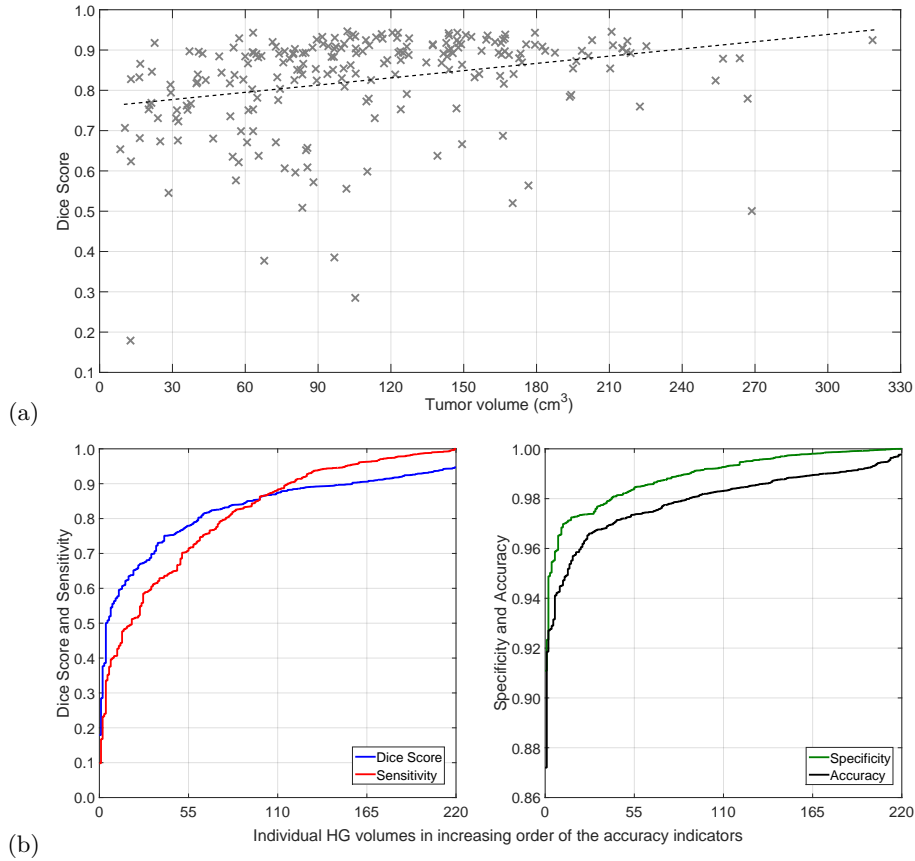 1.0
0.9
0.8
0.7
0.6
0.5
0.4
0.3
0.2
0.1
Dice Score
0 30 60 90 120 150 180 210 240 270 300 330
Tumor volume (cm³)
(a)
1.0
0.9
0.8
0.7
0.6
0.5
0.4
0.3
0.2
0.1
0.0
Dice Score and Sensitivity
Dice Score
Sensitivity
0 55 110 165 220
1.00
0.98
0.96
0.94
0.92
0.90
0.88
0.86
Specificity and Accuracy
Specificity
Accuracy
0 55 110 165 220
Individual HG volumes in increasing order of the accuracy indicators
(b)